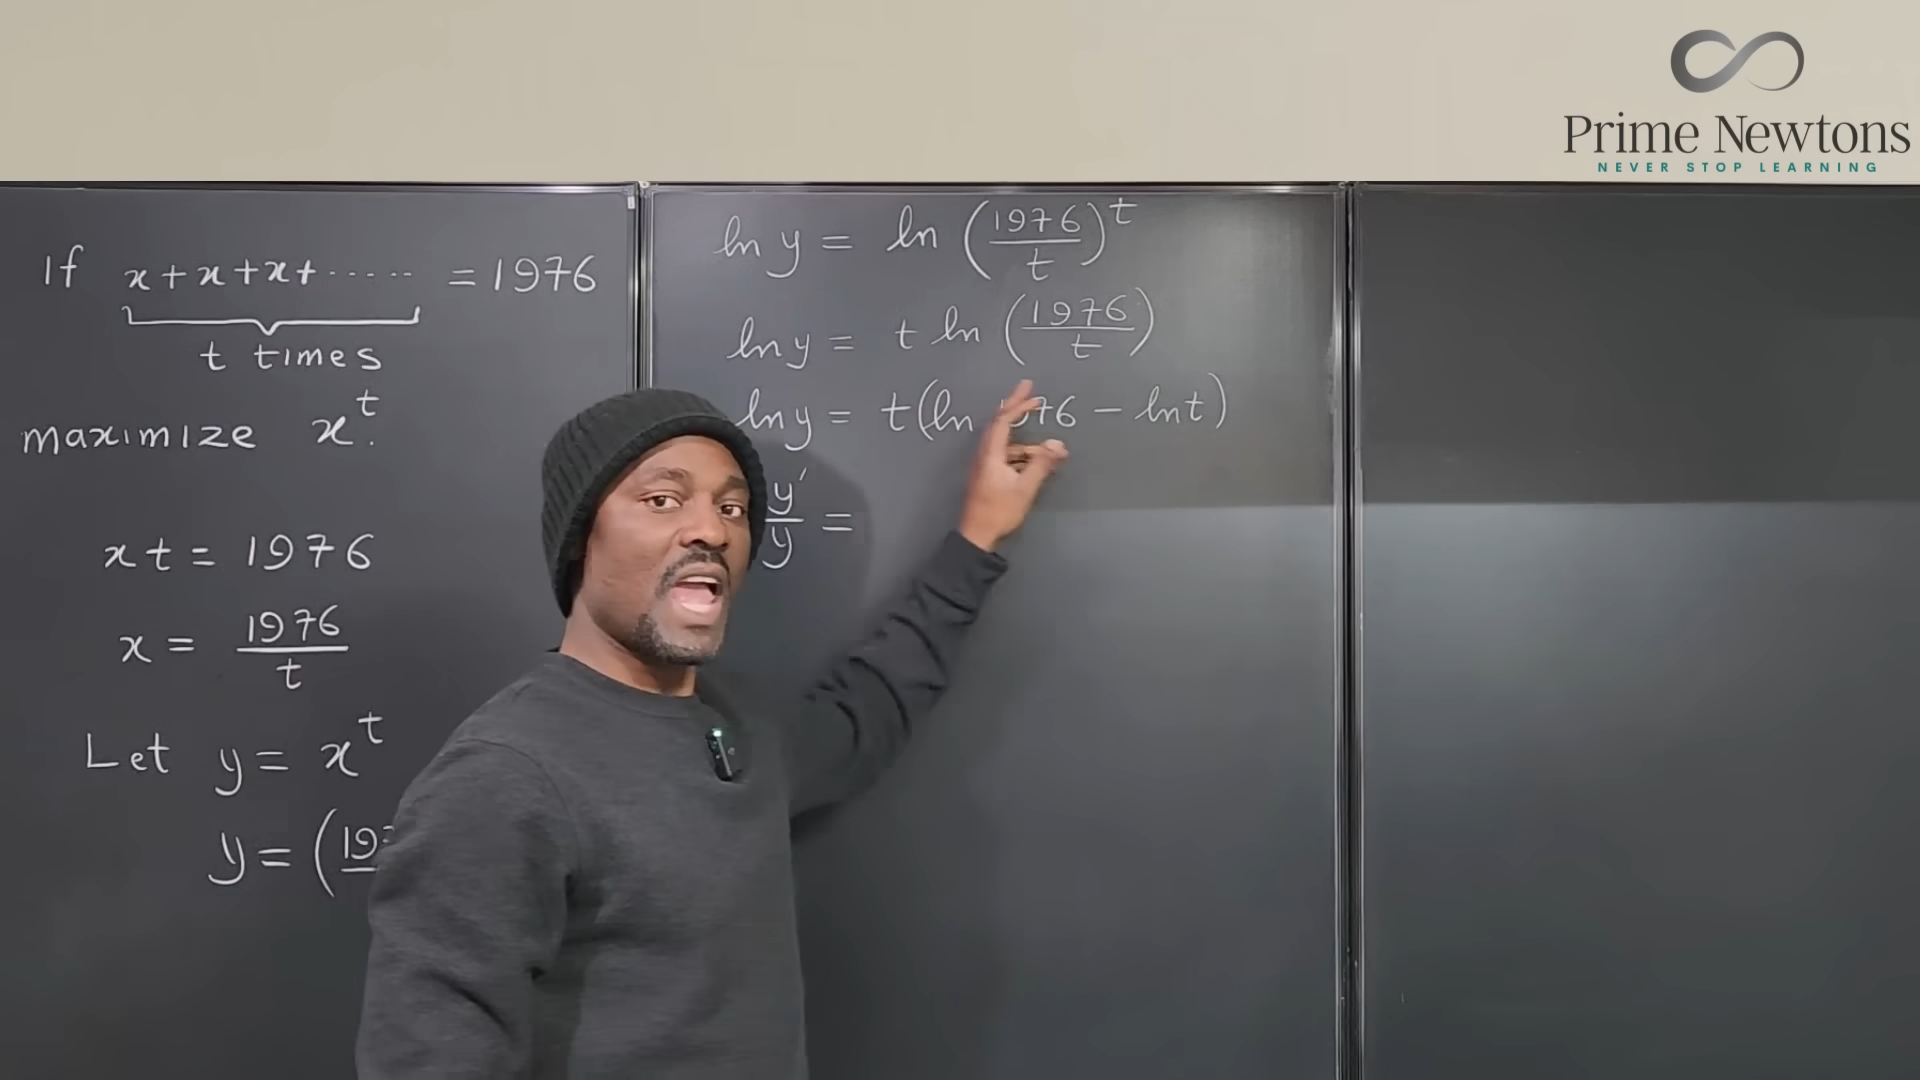 Prime Newtons
NEVER STOP LEARNING
If x + x + x + ...... = 1976
t times
maximize x^t.
xt = 1976
x = 1976/t
Let y = x^t
y = (
ln y = ln (1976/t)^t
ln y = t ln (1976/t)
ln y = t(ln 76 - ln t)
y'/y =